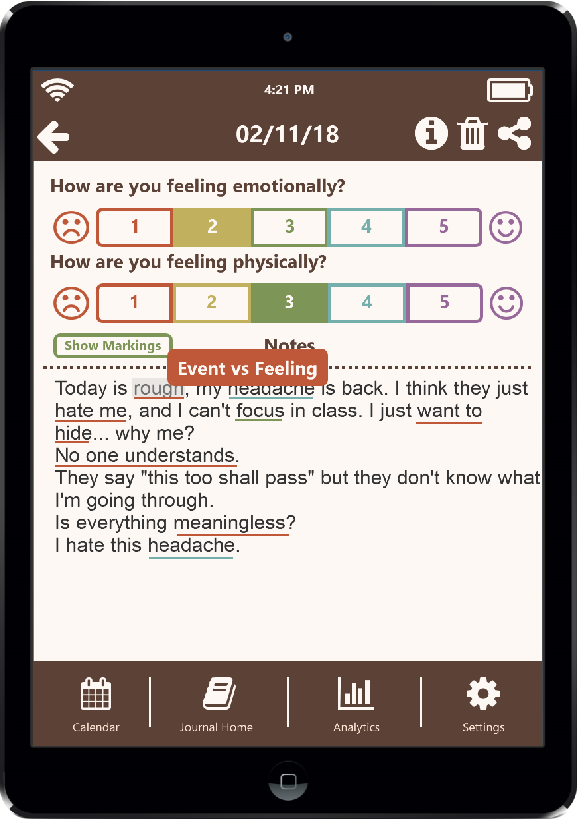 4:21 PM
02/11/18
How are you feeling emotionally?
1 2 3 4 5
How are you feeling physically?
1 2 3 4 5
Show Markings
Notes
Event vs Feeling
Today is rough, my headache is back. I think they just
hate me, and I can't focus in class. I just want to
hide... why me?
No one understands.
They say "this too shall pass" but they don't know what
I'm going through.
Is everything meaningless?
I hate this headache.
Calendar
Journal Home
Analytics
Settings